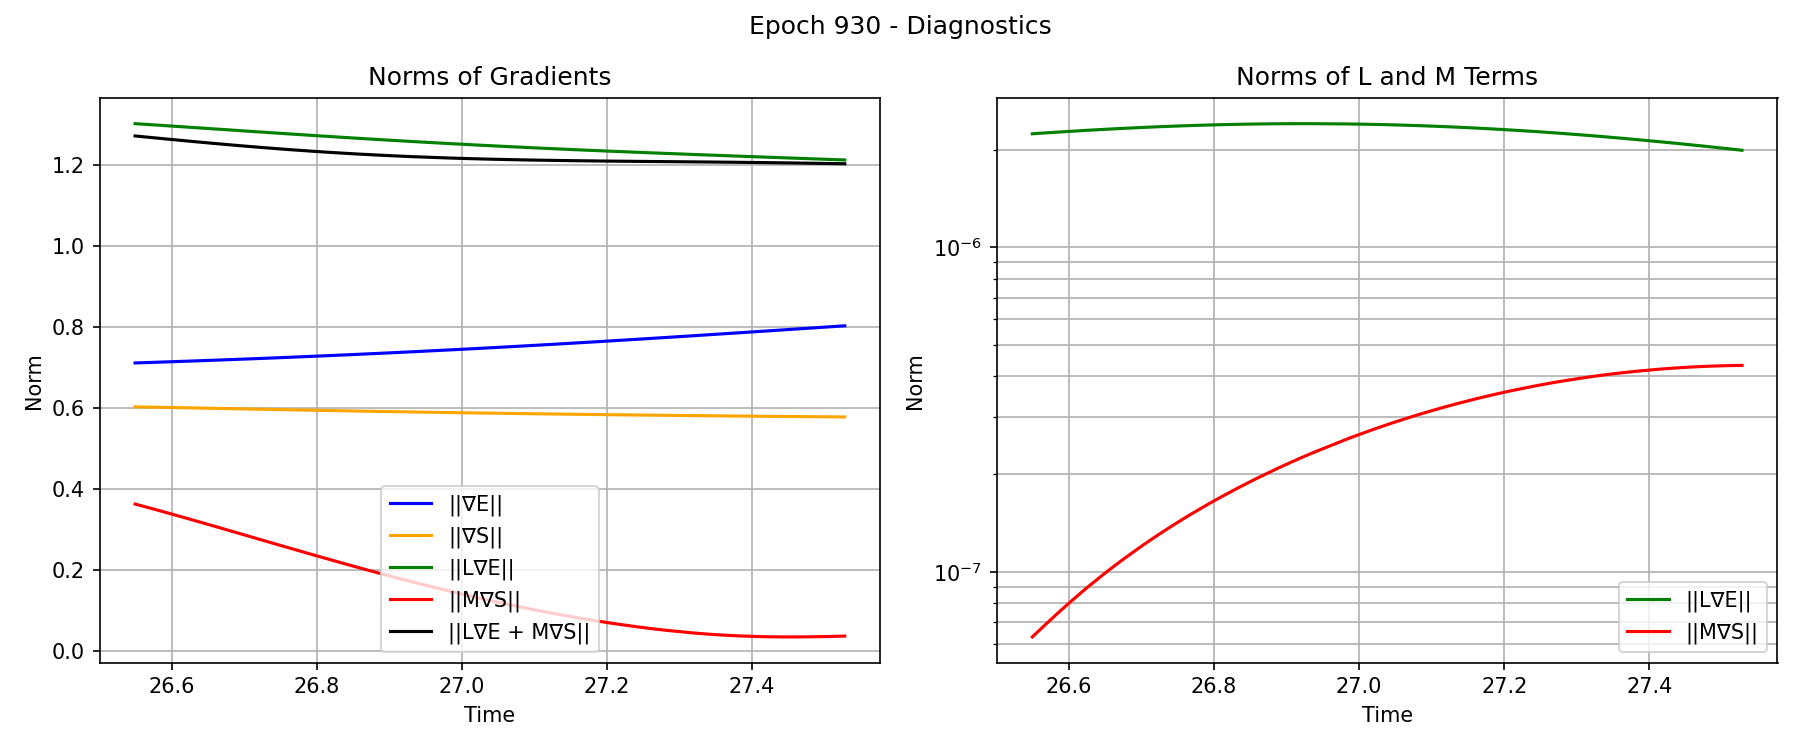 Epoch 930 - Diagnostics
Norms of Gradients
Norm
1.2
1.0
0.8
0.6
0.4
0.2
0.0
26.6 26.8 27.0 27.2 27.4
Time
||∇E||
||∇S||
||L∇E||
||M∇S||
||L∇E + M∇S||
Norms of L and M Terms
Norm
10⁻⁶
10⁻⁷
26.6 26.8 27.0 27.2 27.4
Time
||L∇E||
||M∇S||